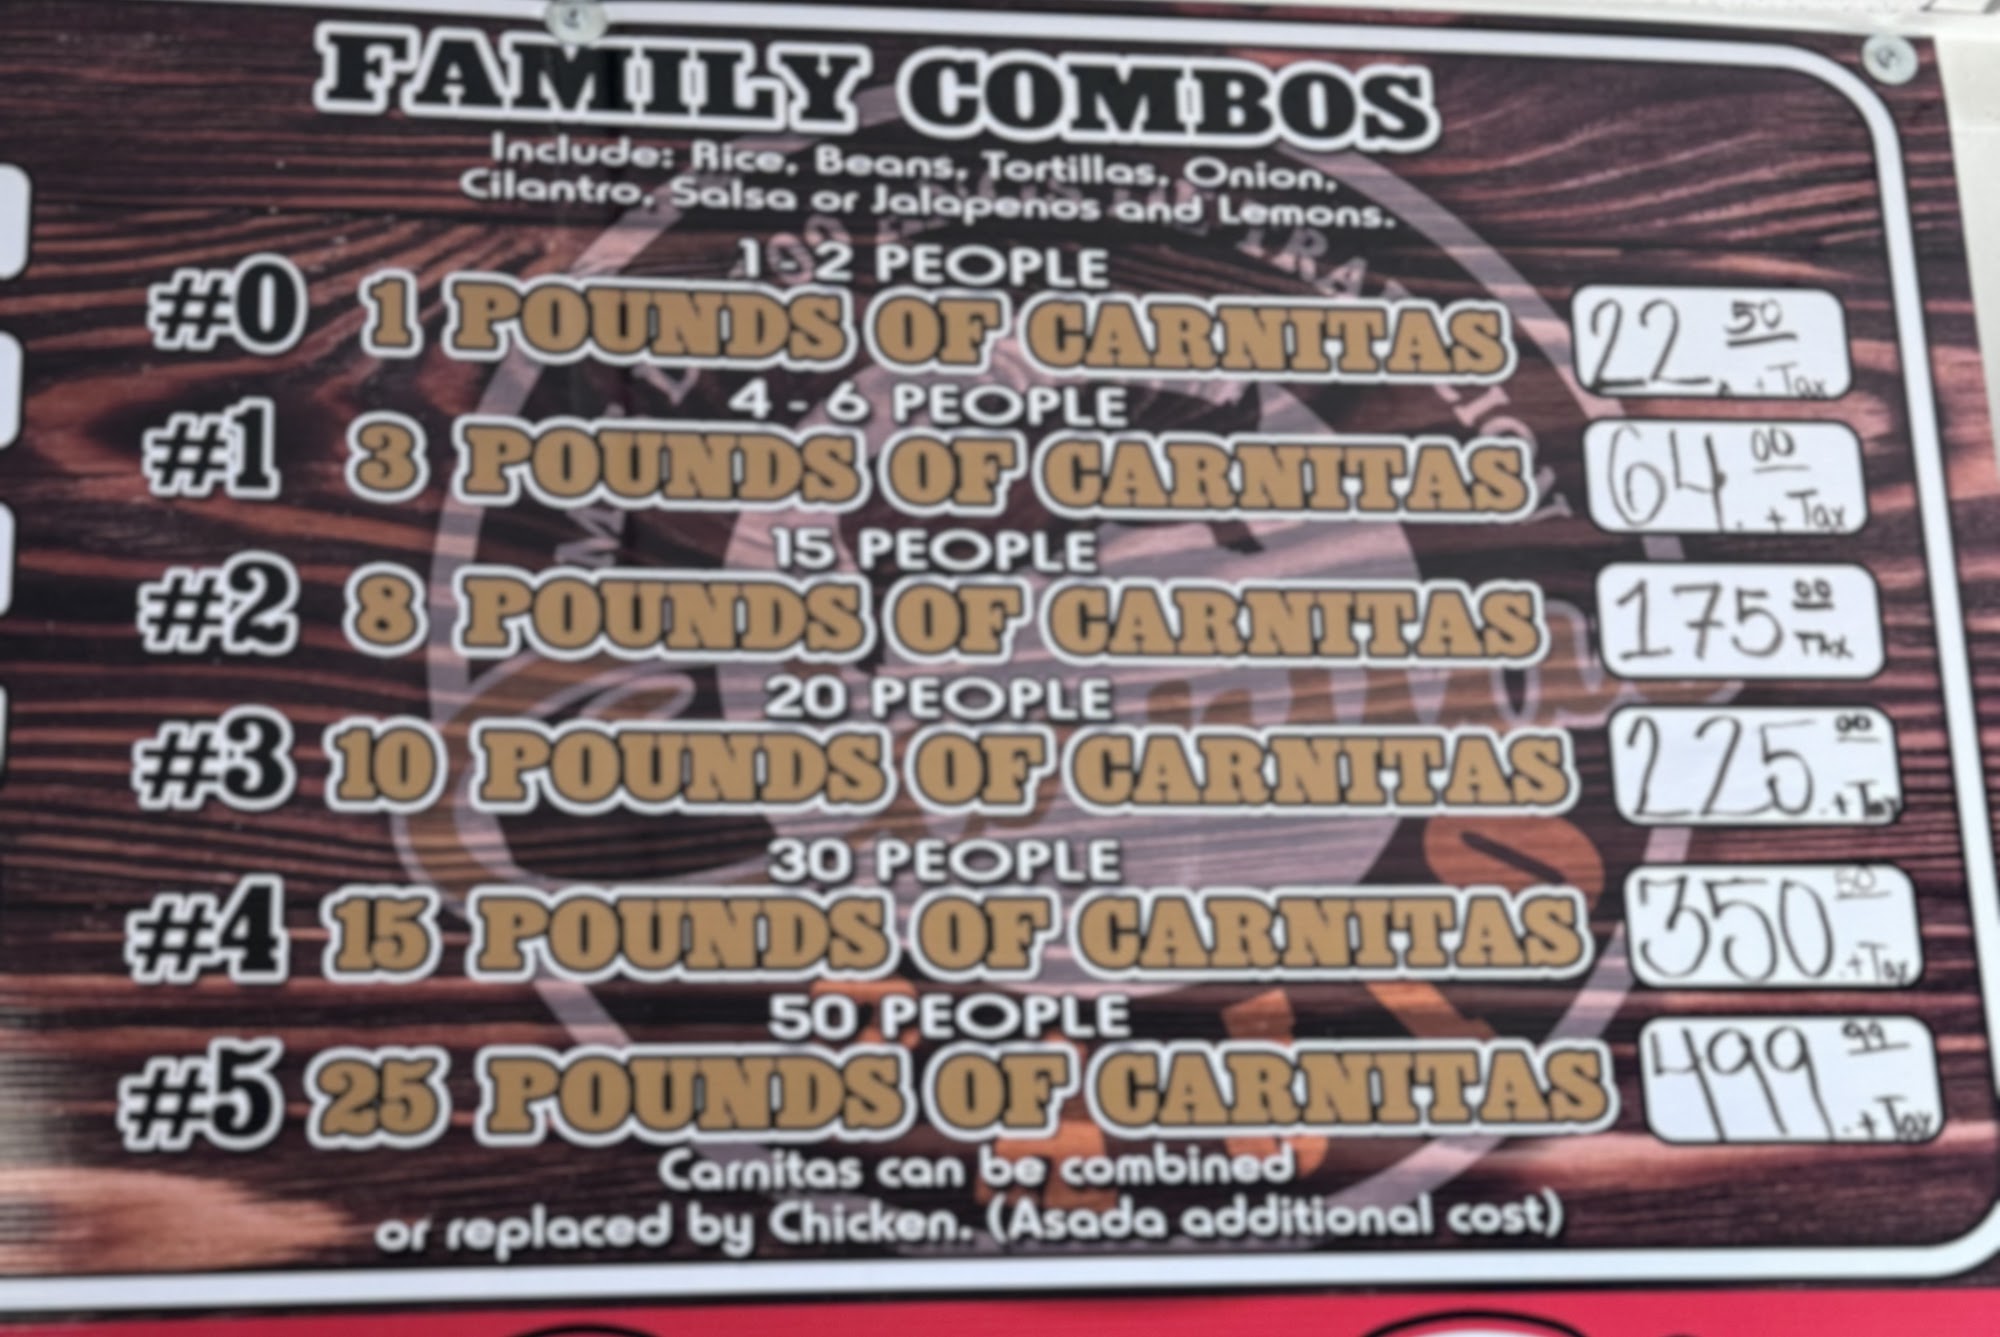 FAMILY COMBOS
Include: Rice, Beans, Tortillas, Onion,
Cilantro, Salsa or Jalapenos and Lemons.
1 - 2 PEOPLE
#0 1 POUNDS OF CARNITAS 22.50 + Tax
4 - 6 PEOPLE
#1 3 POUNDS OF CARNITAS 64.00 + Tax
15 PEOPLE
#2 8 POUNDS OF CARNITAS 175 00 TAX
20 PEOPLE
#3 10 POUNDS OF CARNITAS 225.00 + Tax
30 PEOPLE
#4 15 POUNDS OF CARNITAS 350.50 + Tax
50 PEOPLE
#5 25 POUNDS OF CARNITAS 499.99 + Tax
Carnitas can be combined
or replaced by Chicken. (Asada additional cost)